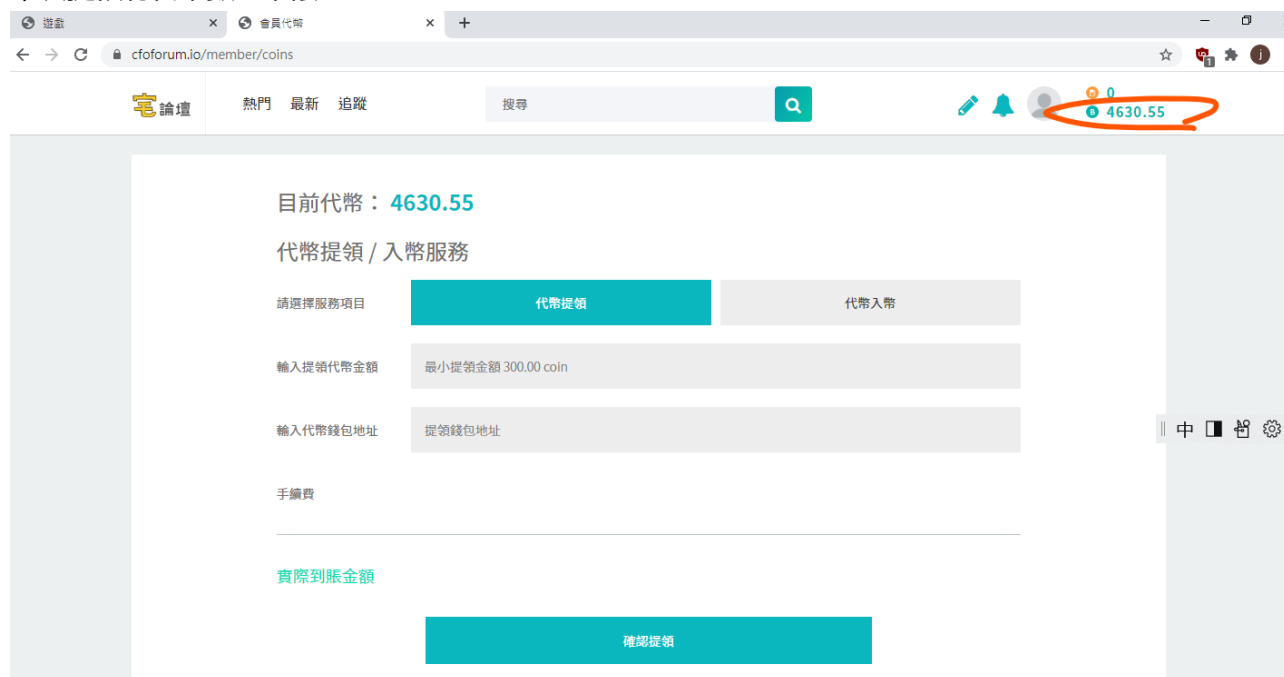 遊戲
會員代幣
cfoforum.io/member/coins
1
j
宅論壇
熱門 最新 追蹤
搜尋
0
B 4630.55
目前代幣： 4630.55
代幣提領 / 入幣服務
請選擇服務項目
代幣提領
代幣入幣
輸入提領代幣金額
最小提領金額 300.00 coin
輸入代幣錢包地址
提領錢包地址
中
手續費
實際到賬金額
確認提領